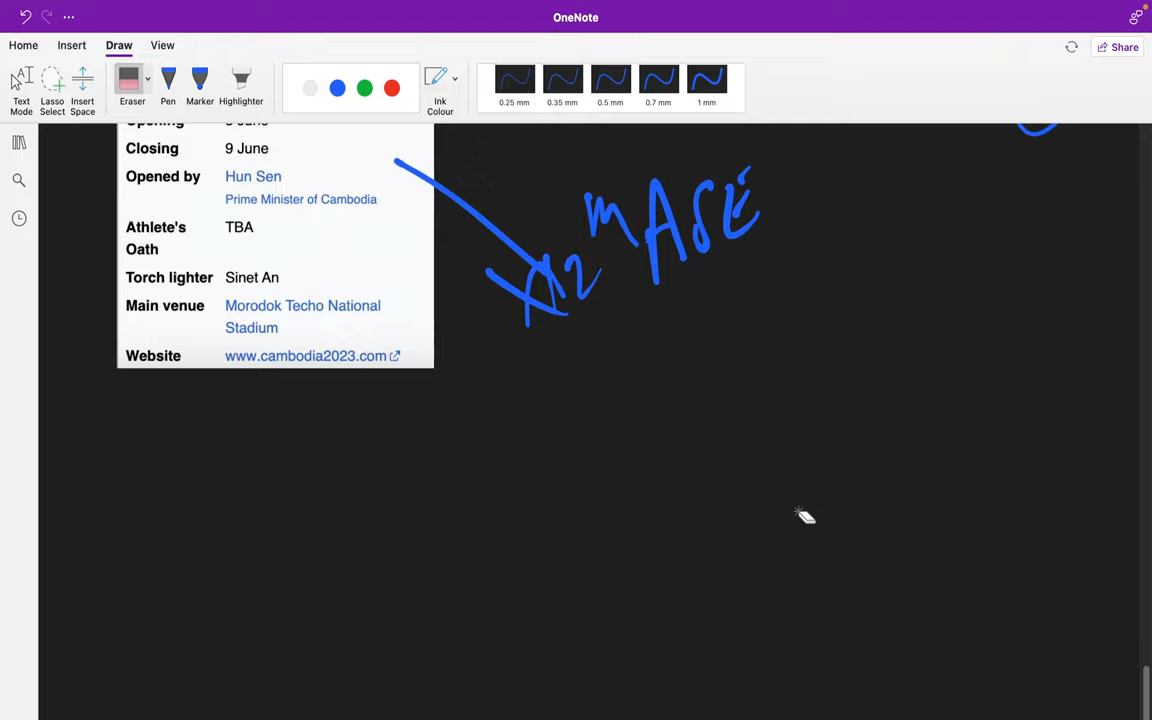 OneNote
Home Insert Draw View
Share
Text Mode
Lasso Select
Insert Space
Eraser
Pen
Marker
Highlighter
Ink Colour
0.25 mm
0.35 mm
0.5 mm
0.7 mm
1 mm
Opening
Closing 9 June
Opened by Hun Sen
Prime Minister of Cambodia
Athlete's TBA
Oath
Torch lighter Sinet An
Main venue Morodok Techo National
Stadium
Website www.cambodia2023.com